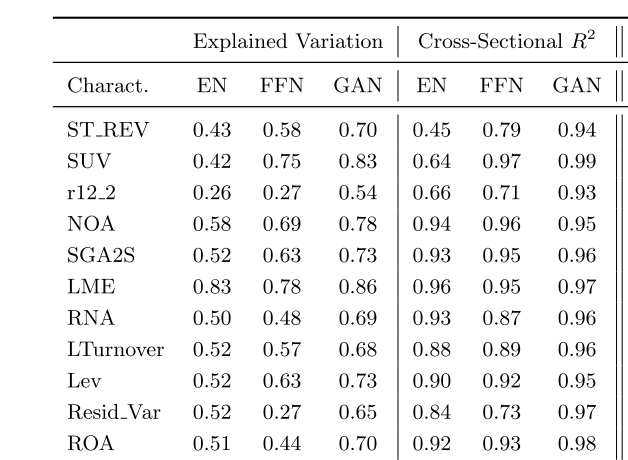 Explained Variation Cross-Sectional R²
Charact. EN FFN GAN EN FFN GAN
ST_REV 0.43 0.58 0.70 0.45 0.79 0.94
SUV 0.42 0.75 0.83 0.64 0.97 0.99
r12_2 0.26 0.27 0.54 0.66 0.71 0.93
NOA 0.58 0.69 0.78 0.94 0.96 0.95
SGA2S 0.52 0.63 0.73 0.93 0.95 0.96
LME 0.83 0.78 0.86 0.96 0.95 0.97
RNA 0.50 0.48 0.69 0.93 0.87 0.96
LTurnover 0.52 0.57 0.68 0.88 0.89 0.96
Lev 0.52 0.63 0.73 0.90 0.92 0.95
Resid_Var 0.52 0.27 0.65 0.84 0.73 0.97
ROA 0.51 0.44 0.70 0.92 0.93 0.98